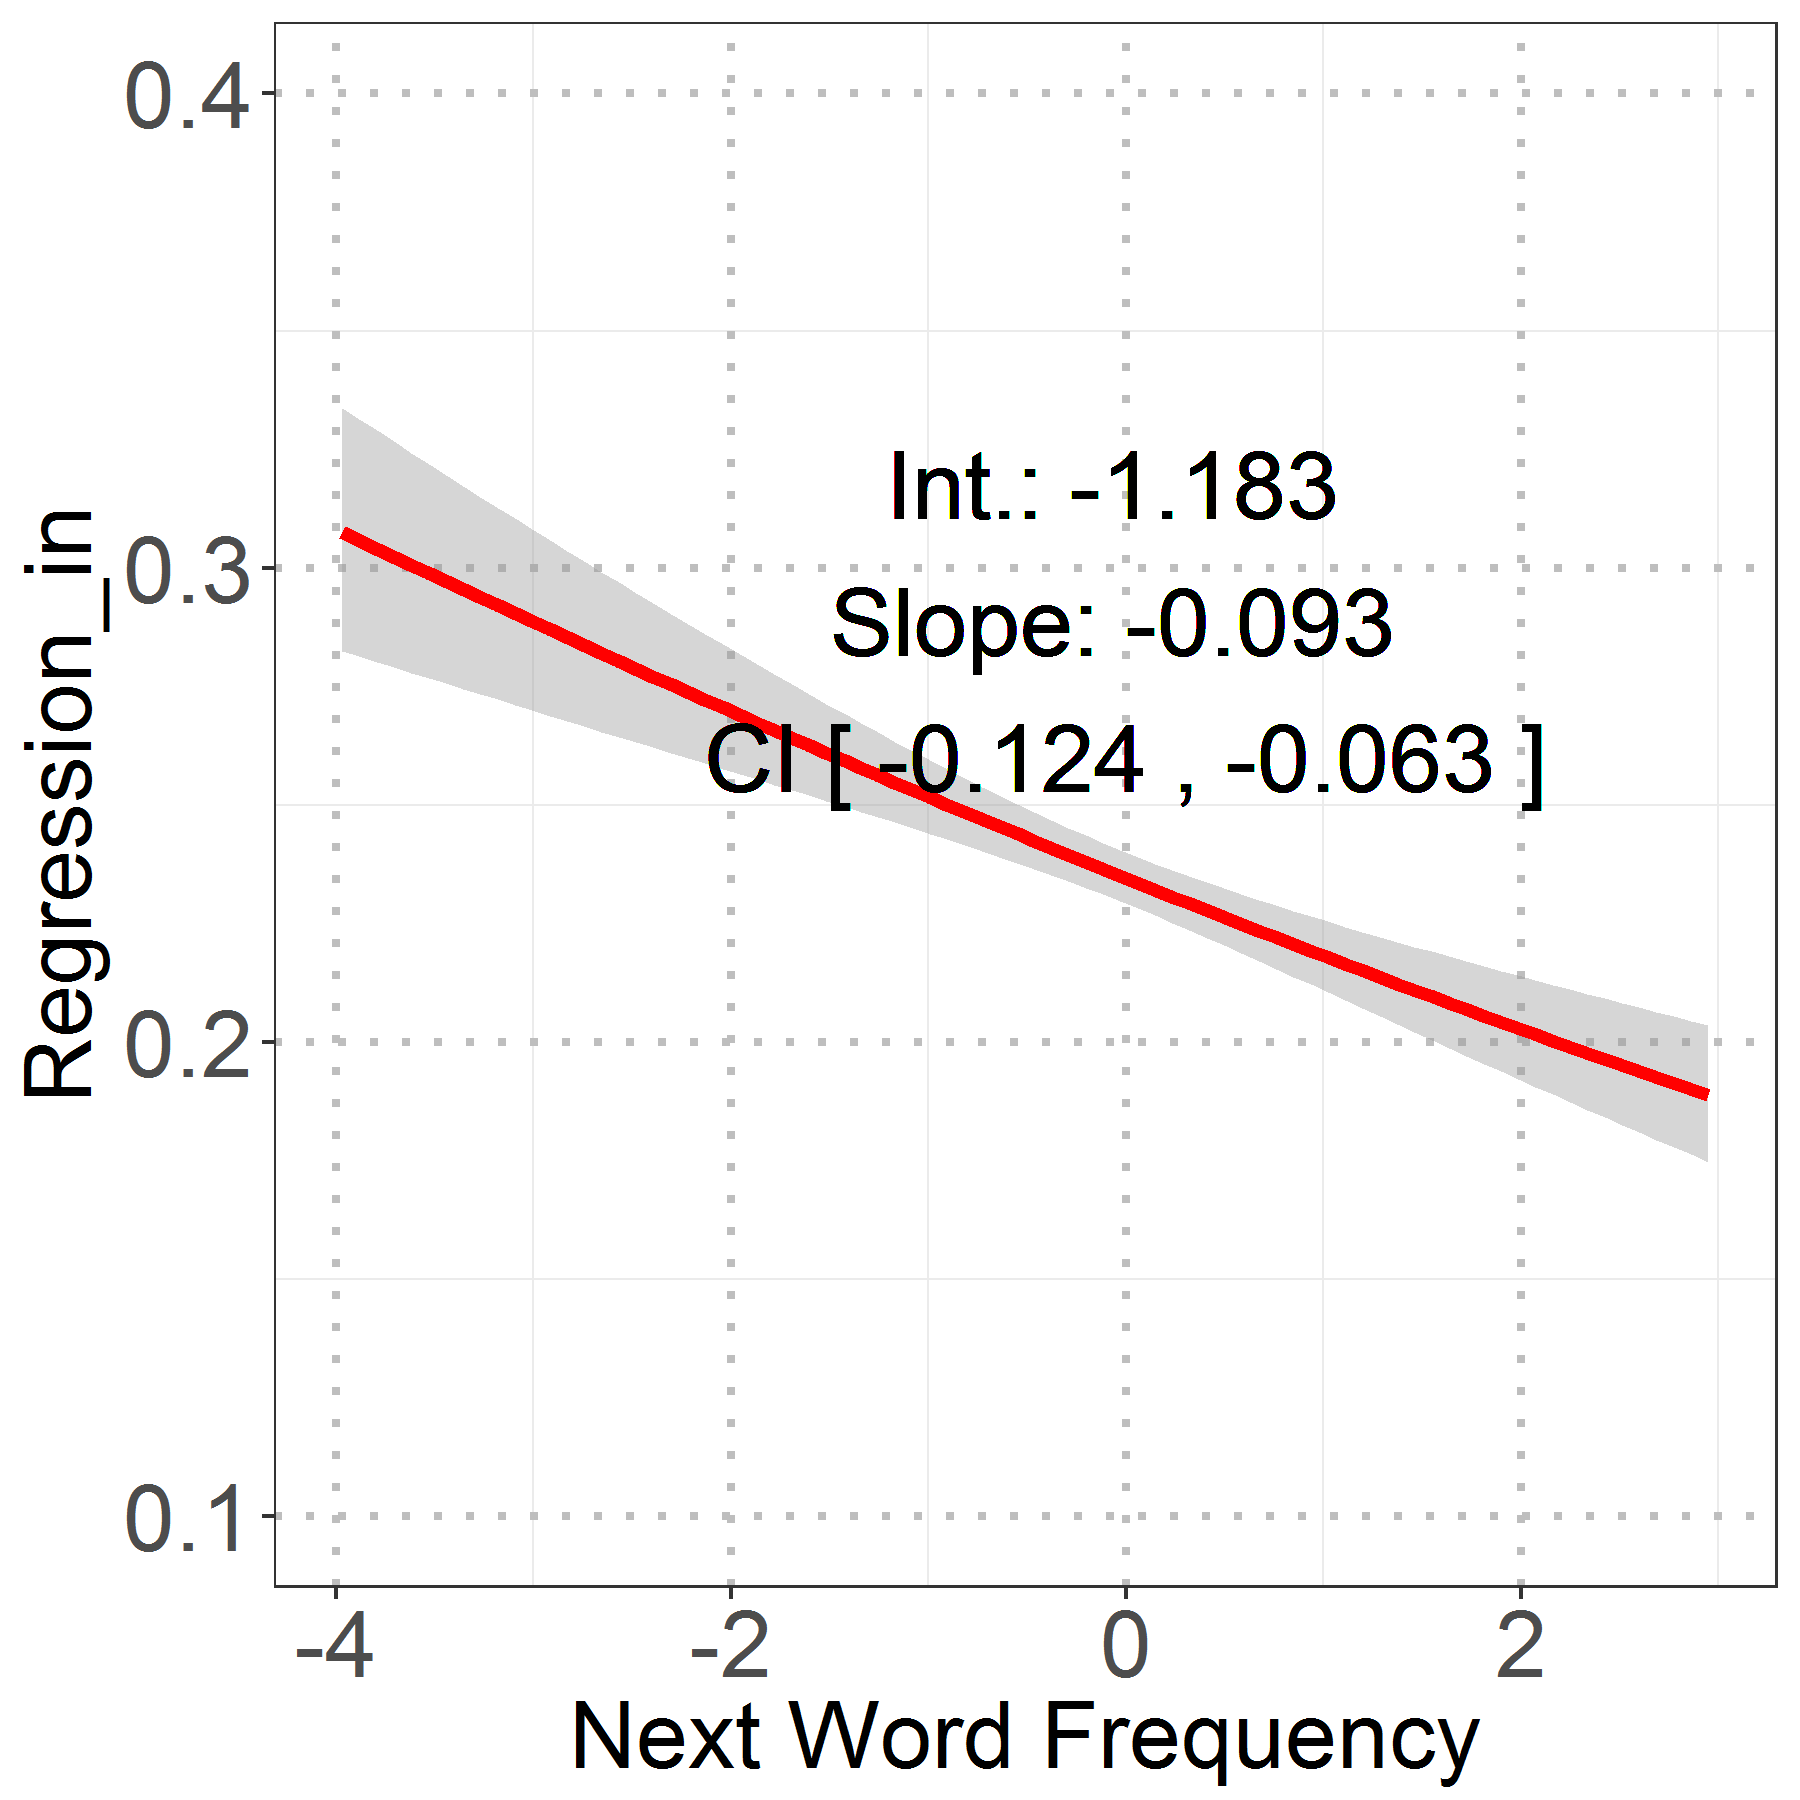 0.4
0.3
0.2
0.1
Regression_in
Int.: -1.183
Slope: -0.093
CI [ -0.124 , -0.063 ]
-4 -2 0 2
Next Word Frequency